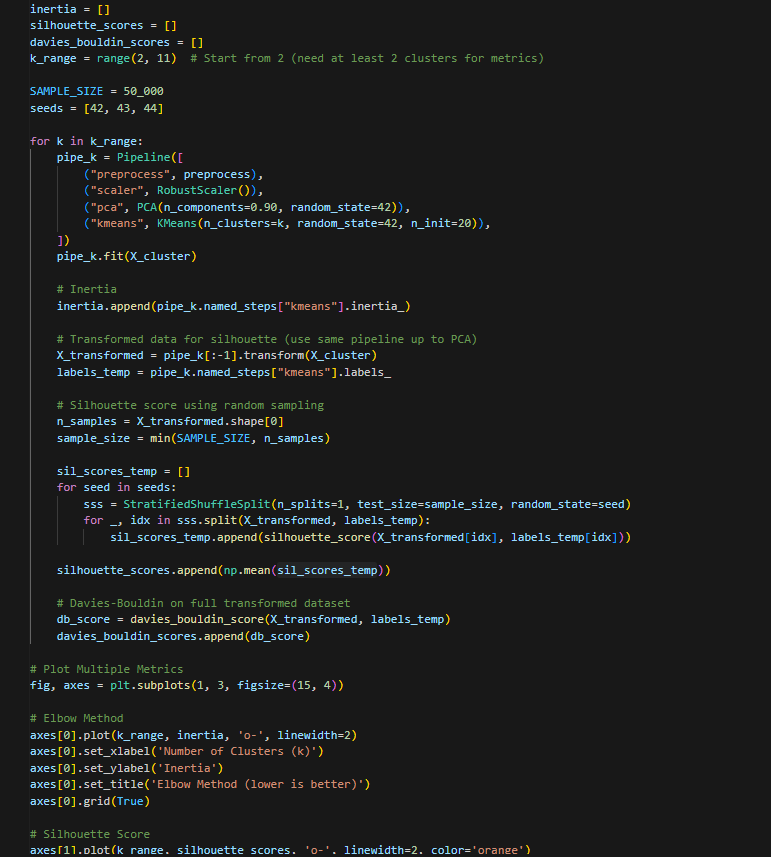 inertia = []
silhouette_scores = []
davies_bouldin_scores = []
k_range = range(2, 11)  # Start from 2 (need at least 2 clusters for metrics)

SAMPLE_SIZE = 50_000
seeds = [42, 43, 44]

for k in k_range:
    pipe_k = Pipeline([
        ("preprocess", preprocess),
        ("scaler", RobustScaler()),
        ("pca", PCA(n_components=0.90, random_state=42)),
        ("kmeans", KMeans(n_clusters=k, random_state=42, n_init=20)),
    ])
    pipe_k.fit(X_cluster)

    # Inertia
    inertia.append(pipe_k.named_steps["kmeans"].inertia_)

    # Transformed data for silhouette (use same pipeline up to PCA)
    X_transformed = pipe_k[:-1].transform(X_cluster)
    labels_temp = pipe_k.named_steps["kmeans"].labels_

    # Silhouette score using random sampling
    n_samples = X_transformed.shape[0]
    sample_size = min(SAMPLE_SIZE, n_samples)

    sil_scores_temp = []
    for seed in seeds:
        sss = StratifiedShuffleSplit(n_splits=1, test_size=sample_size, random_state=seed)
        for _, idx in sss.split(X_transformed, labels_temp):
            sil_scores_temp.append(silhouette_score(X_transformed[idx], labels_temp[idx]))

    silhouette_scores.append(np.mean(sil_scores_temp))

    # Davies-Bouldin on full transformed dataset
    db_score = davies_bouldin_score(X_transformed, labels_temp)
    davies_bouldin_scores.append(db_score)

# Plot Multiple Metrics
fig, axes = plt.subplots(1, 3, figsize=(15, 4))

# Elbow Method
axes[0].plot(k_range, inertia, 'o-', linewidth=2)
axes[0].set_xlabel('Number of Clusters (k)')
axes[0].set_ylabel('Inertia')
axes[0].set_title('Elbow Method (lower is better)')
axes[0].grid(True)

# Silhouette Score
axes[1].plot(k_range, silhouette_scores, 'o-', linewidth=2, color='orange')